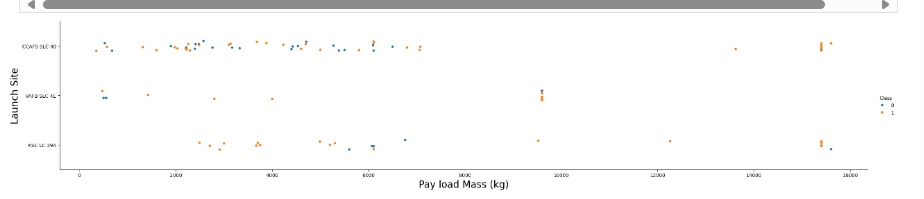 CCAFS SLC 40
VAFB SLC 4E
KSC LC 39A
Launch Site
0 2000 4000 6000 8000 10000 12000 14000 16000
Pay load Mass (kg)
Class
0
1